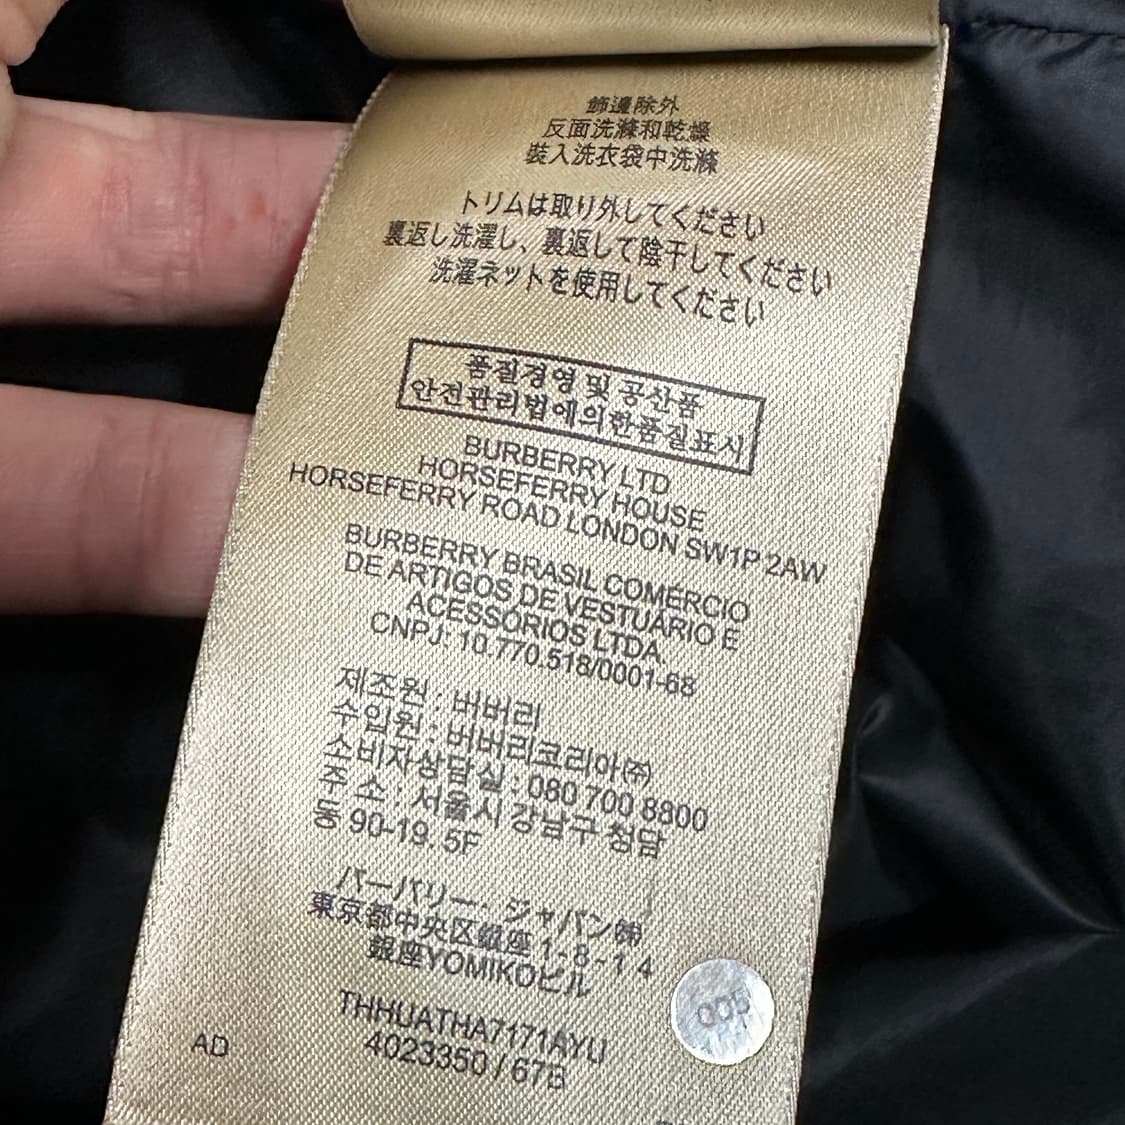 飾邊除外
反面洗滌和乾燥
裝入洗衣袋中洗滌
トリムは取り外してください
裏返し洗濯し、裏返して陰干してください
洗濯ネットを使用してください
품질경영 및 공산품
안전관리법에의한품질표시
BURBERRY LTD
HORSEFERRY HOUSE
HORSEFERRY ROAD LONDON SW1P 2AW
BURBERRY BRASIL COMÉRCIO
DE ARTIGOS DE VESTUÁRIO E
ACESSÓRIOS LTDA.
CNPJ: 10.770.518/0001-68
제조원 : 버버리
수입원 : 버버리코리아㈜
소비자상담실 : 080 700 8800
주 소 : 서울시 강남구 청담
동 90-19. 5F
バーバリー・ジャパン㈱
東京都中央区銀座1-8-14
銀座YOMIKOビル
THHUATHA7171AYU
4023350 / 67B
AD
005